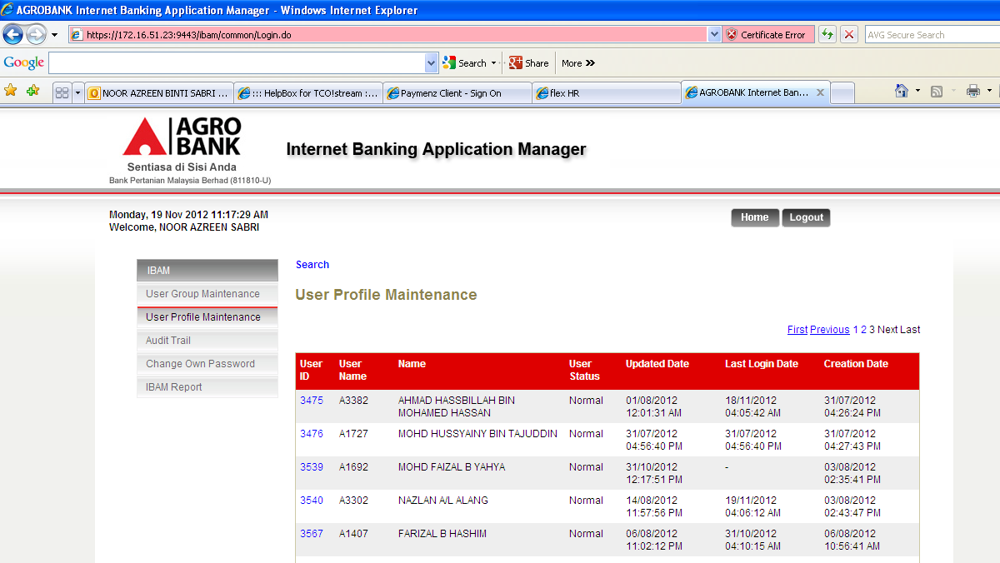 AGROBANK Internet Banking Application Manager - Windows Internet Explorer
https://172.16.51.23:9443/ibam/common/Login.do
Certificate Error
AVG Secure Search
Google
Search
Share
More »
NOOR AZREEN BINTI SABRI ...
::: HelpBox for TCO!stream :...
Paymenz Client - Sign On
flex HR
AGROBANK Internet Ban...
AGRO
BANK
Sentiasa di Sisi Anda
Bank Pertanian Malaysia Berhad (811810-U)
Internet Banking Application Manager
Monday, 19 Nov 2012 11:17:29 AM
Welcome, NOOR AZREEN SABRI
Home Logout
IBAM
User Group Maintenance
User Profile Maintenance
Audit Trail
Change Own Password
IBAM Report
Search
User Profile Maintenance
First Previous 1 2 3 Next Last
User ID User Name Name User Status Updated Date Last Login Date Creation Date
3475 A3382 AHMAD HASSBILLAH BIN MOHAMED HASSAN Normal 01/08/2012 12:01:31 AM 18/11/2012 04:05:42 AM 31/07/2012 04:26:24 PM
3476 A1727 MOHD HUSSYAINY BIN TAJUDDIN Normal 31/07/2012 04:56:40 PM 31/07/2012 04:56:40 PM 31/07/2012 04:27:43 PM
3539 A1692 MOHD FAIZAL B YAHYA Normal 31/10/2012 12:17:51 PM - 03/08/2012 02:35:41 PM
3540 A3302 NAZLAN A/L ALANG Normal 14/08/2012 11:57:56 PM 19/11/2012 04:06:12 AM 03/08/2012 02:43:47 PM
3567 A1407 FARIZAL B HASHIM Normal 06/08/2012 11:02:12 PM 31/10/2012 04:10:15 AM 06/08/2012 10:56:41 AM